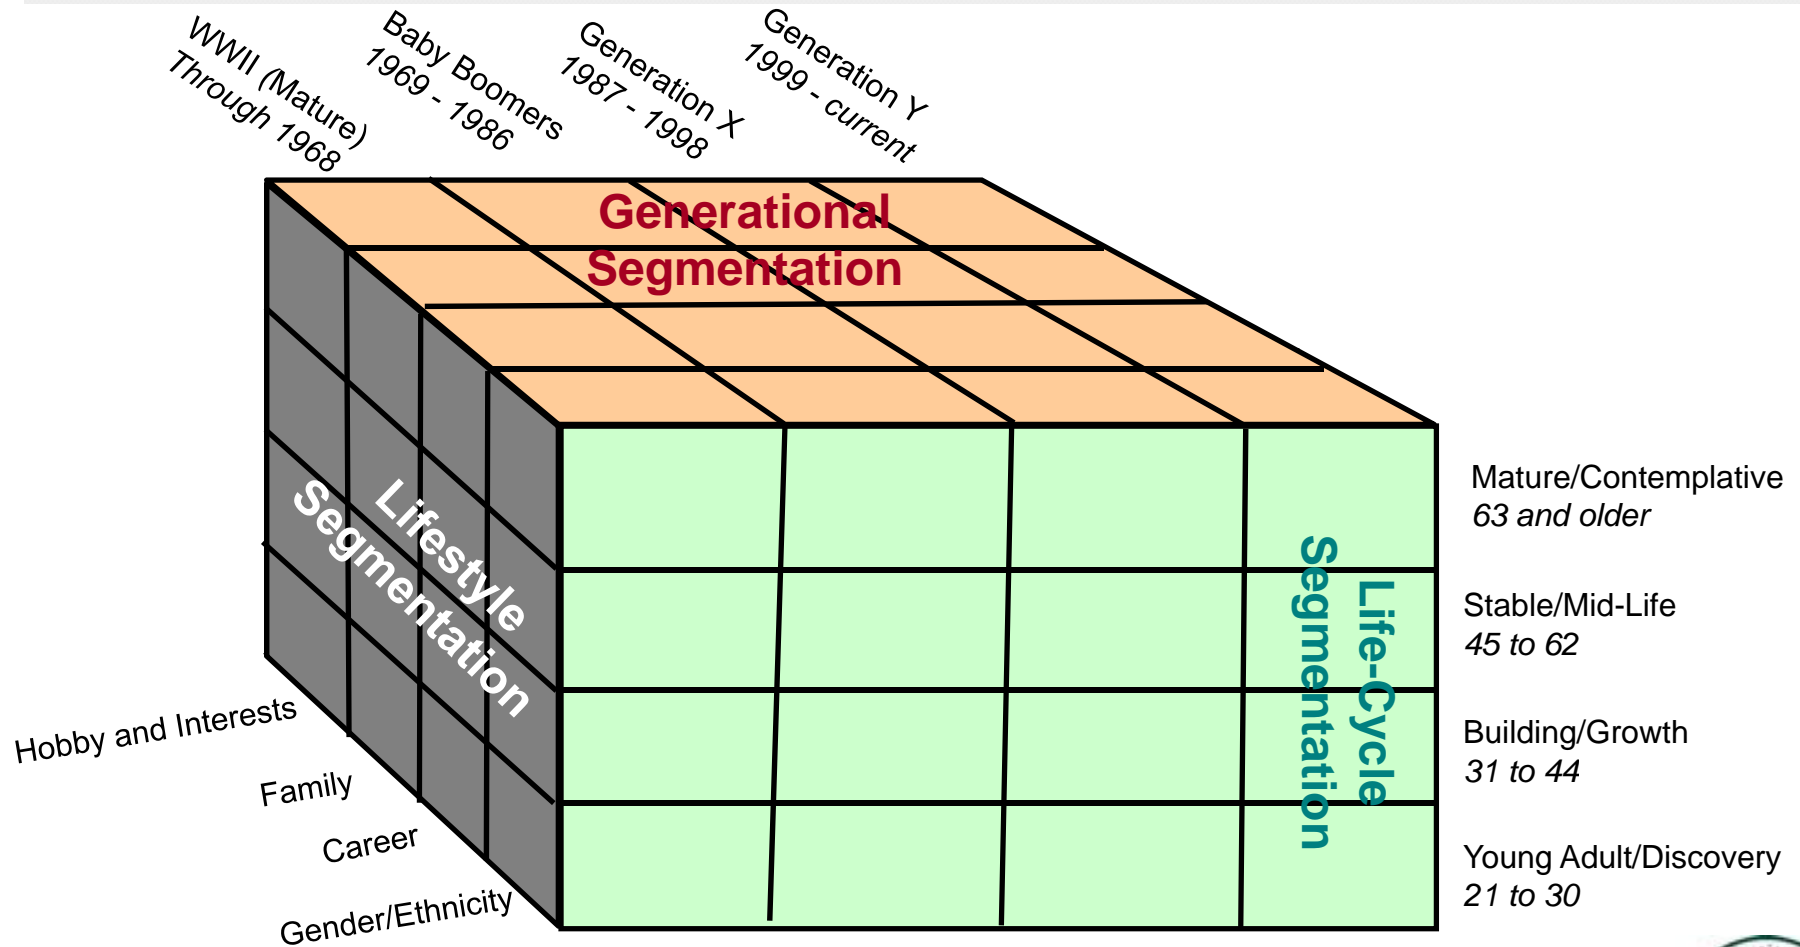 WWII (Mature)
Through 1968
Baby Boomers
1969 - 1986
Generation X
1987 - 1998
Generation Y
1999 - current
Generational
Segmentation
Lifestyle
Segmentation
Life-Cycle
Segmentation
Mature/Contemplative
63 and older
Stable/Mid-Life
45 to 62
Building/Growth
31 to 44
Young Adult/Discovery
21 to 30
Hobby and Interests
Family
Career
Gender/Ethnicity